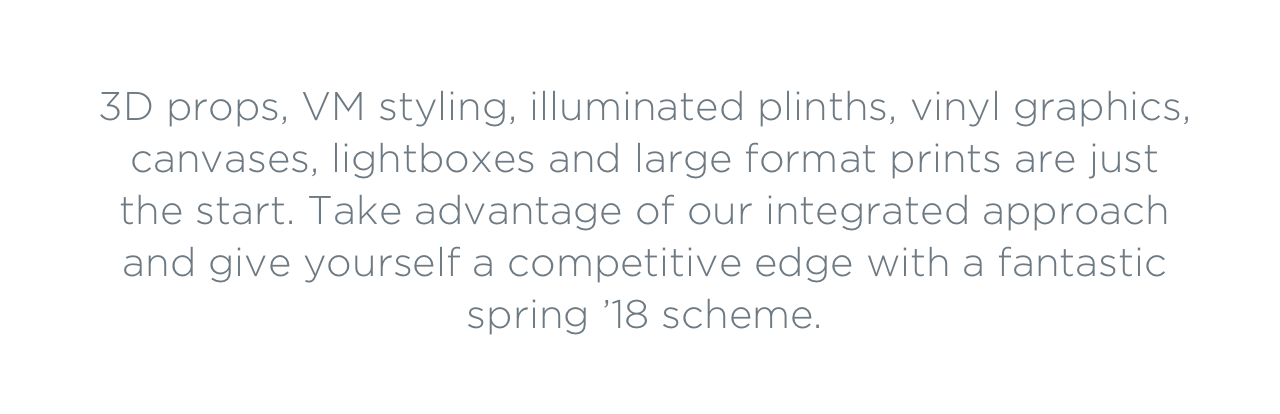 3D props, VM styling, illuminated plinths, vinyl graphics,
canvases, lightboxes and large format prints are just
the start. Take advantage of our integrated approach
and give yourself a competitive edge with a fantastic
spring ’18 scheme.